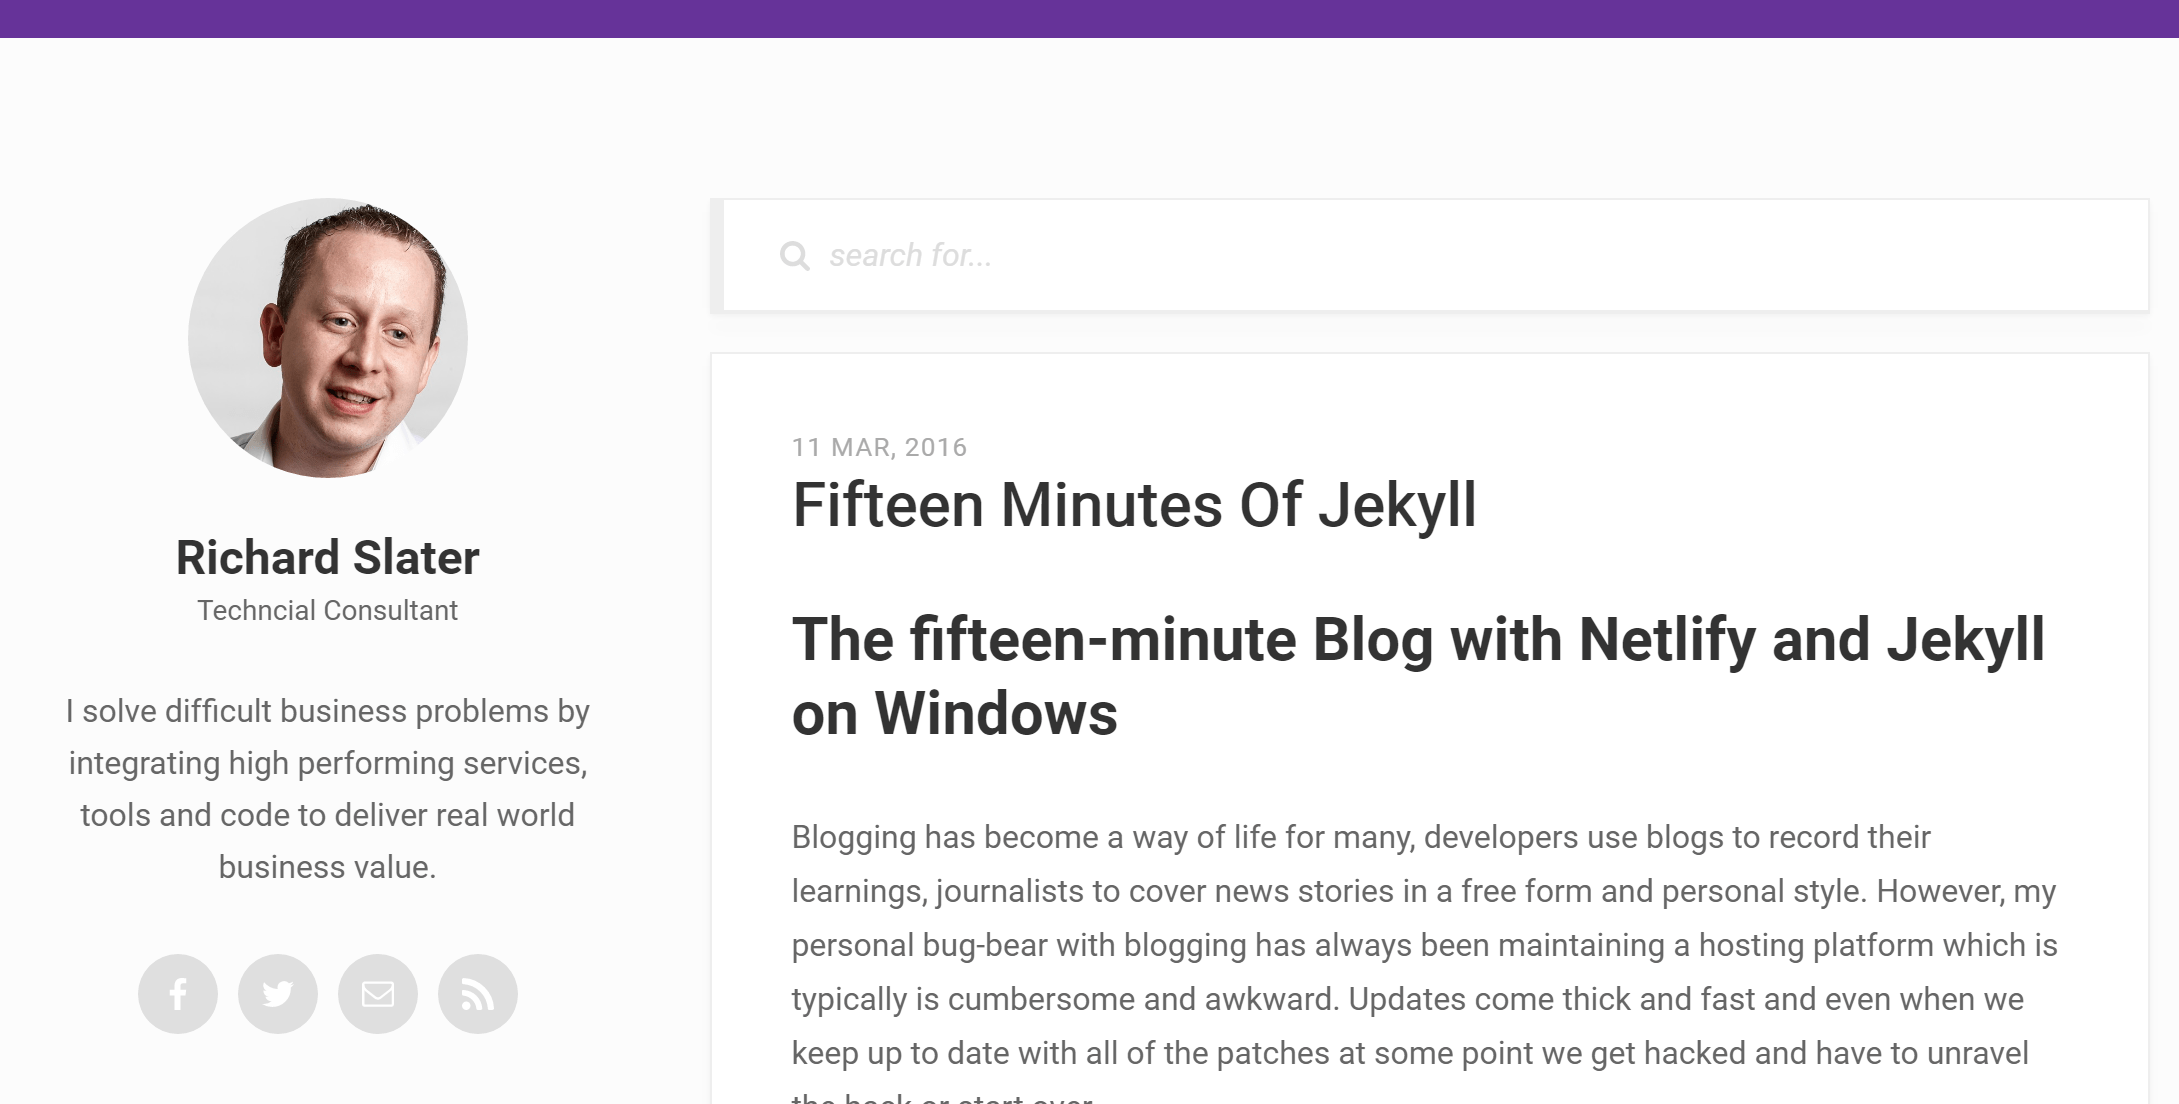 search for...
Richard Slater
Techncial Consultant
I solve difficult business problems by
integrating high performing services,
tools and code to deliver real world
business value.
11 MAR, 2016
Fifteen Minutes Of Jekyll
The fifteen-minute Blog with Netlify and Jekyll
on Windows
Blogging has become a way of life for many, developers use blogs to record their
learnings, journalists to cover news stories in a free form and personal style. However, my
personal bug-bear with blogging has always been maintaining a hosting platform which is
typically is cumbersome and awkward. Updates come thick and fast and even when we
keep up to date with all of the patches at some point we get hacked and have to unravel
the hack or start over.